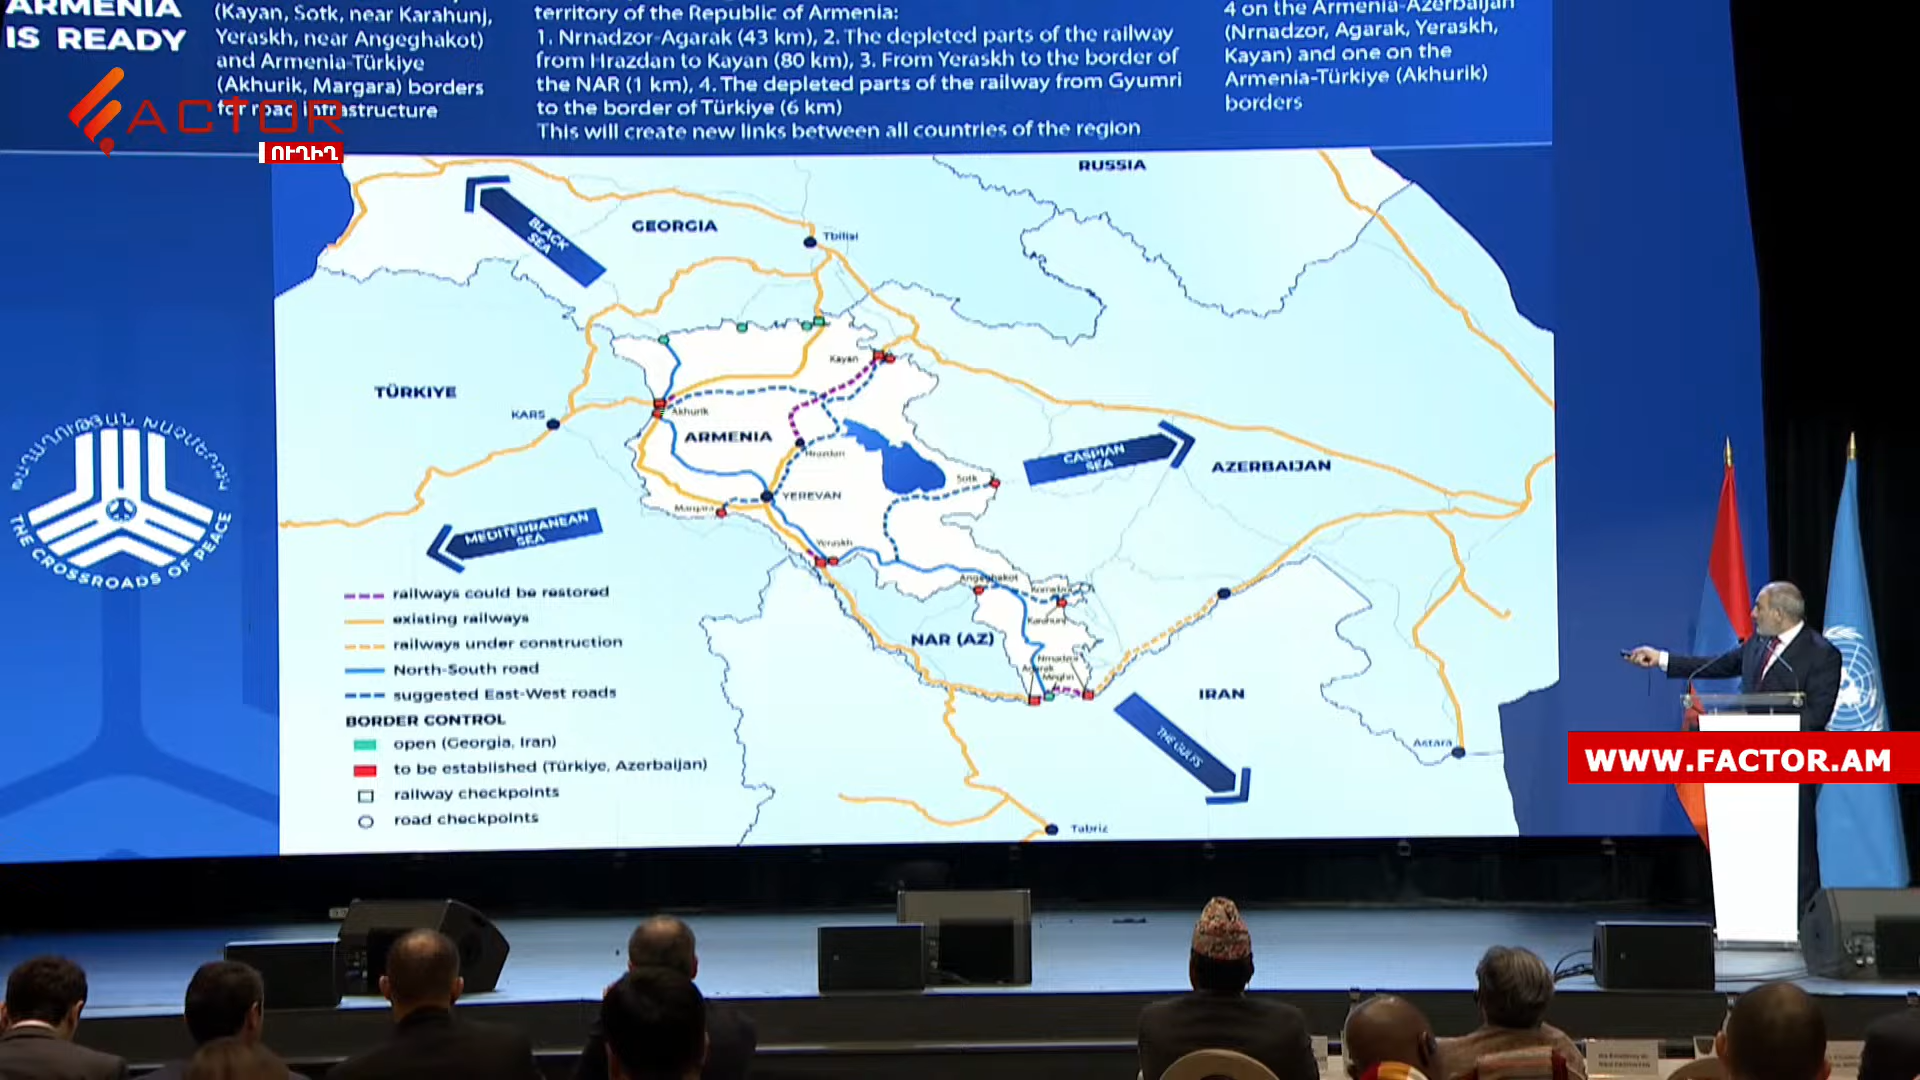 ARMENIA
IS READY
(Kayan, Sotk, near Karahunj,
Yeraskh, near Angeghakot)
and Armenia-Türkiye
(Akhurik, Margara) borders
for road infrastructure
territory of the Republic of Armenia:
1. Nrnadzor-Agarak (43 km), 2. The depleted parts of the railway
from Hrazdan to Kayan (80 km), 3. From Yeraskh to the border of
the NAR (1 km), 4. The depleted parts of the railway from Gyumri
to the border of Türkiye (6 km)
This will create new links between all countries of the region
4 on the Armenia-Azerbaijan
(Nrnadzor, Agarak, Yeraskh,
Kayan) and one on the
Armenia-Türkiye (Akhurik)
borders
FACTOR
ՈՒՂԻՂ
RUSSIA
BLACK
SEA
GEORGIA
Tbilisi
Kayan
TÜRKIYE
KARS
Akhurik
ARMENIA
Hrazdan
CASPIAN
SEA
AZERBAIJAN
Sotk
YEREVAN
Margara
MEDITERRANEAN
SEA
Yeraskh
Angeghakot
Karahunj
NAR (AZ)
Nrnadzor
Agarak
Meghri
IRAN
THE GULFS
Astara
Tabriz
railways could be restored
existing railways
railways under construction
North-South road
suggested East-West roads
BORDER CONTROL
open (Georgia, Iran)
to be established (Türkiye, Azerbaijan)
railway checkpoints
road checkpoints
ԽԱՂԱՂՈՒԹՅԱՆ ԽԱՉՄԵՐՈՒԿ
THE CROSSROADS OF PEACE
WWW.FACTOR.AM